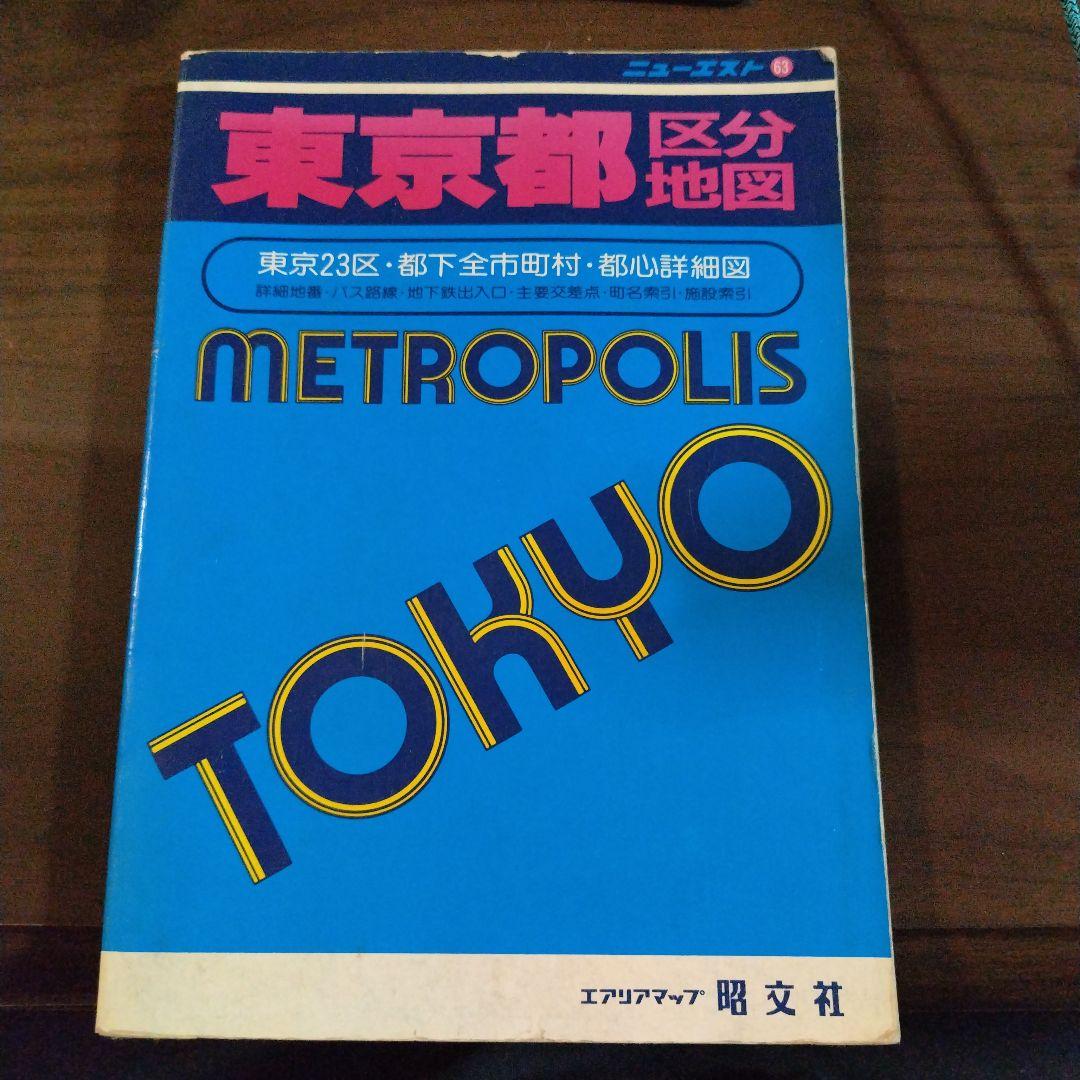 ニューエスト 63
東京都 区分
地図
東京23区・都下全市町村・都心詳細図
詳細地番・バス路線・地下鉄出入口・主要交差点・町名索引・施設索引
METROPOLIS
TOKYO
エアリアマップ 昭文社